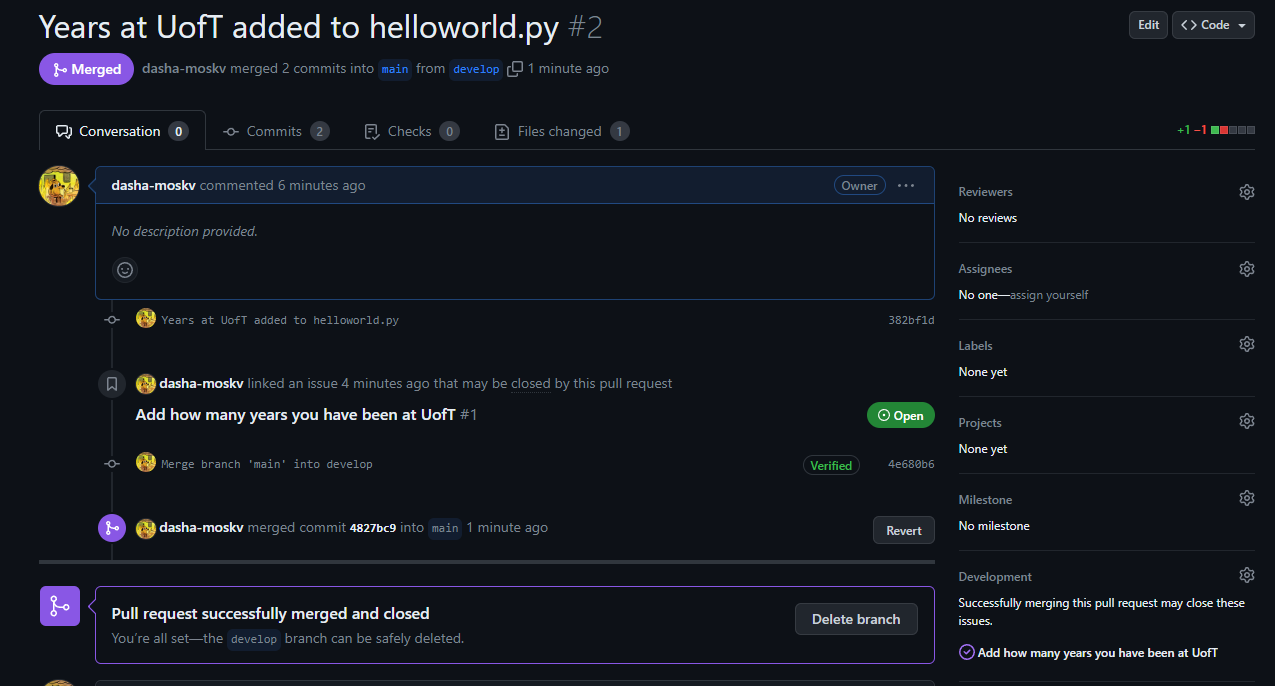 Years at UofT added to helloworld.py #2
Edit
<> Code
Merged
dasha-moskv merged 2 commits into main from develop 1 minute ago
Conversation 0
Commits 2
Checks 0
Files changed 1
+1 −1
dasha-moskv commented 6 minutes ago
Owner
No description provided.
Years at UofT added to helloworld.py
382bf1d
dasha-moskv linked an issue 4 minutes ago that may be closed by this pull request
Add how many years you have been at UofT #1
Open
Merge branch 'main' into develop
Verified
4e680b6
dasha-moskv merged commit 4827bc9 into main 1 minute ago
Revert
Pull request successfully merged and closed
You're all set—the develop branch can be safely deleted.
Delete branch
Reviewers
No reviews
Assignees
No one—assign yourself
Labels
None yet
Projects
None yet
Milestone
No milestone
Development
Successfully merging this pull request may close these
issues.
Add how many years you have been at UofT